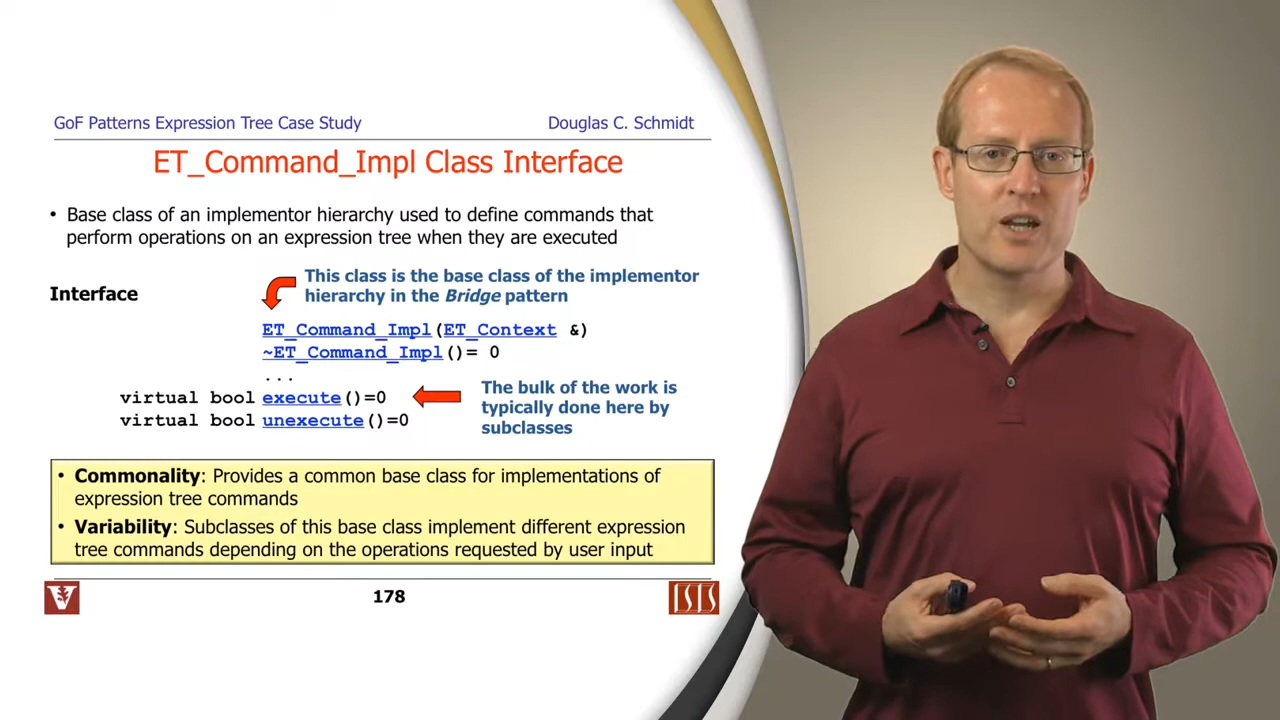 GoF Patterns Expression Tree Case Study
Douglas C. Schmidt
ET_Command_Impl Class Interface
• Base class of an implementor hierarchy used to define commands that
perform operations on an expression tree when they are executed
This class is the base class of the implementor
hierarchy in the Bridge pattern
Interface
ET_Command_Impl(ET_Context &)
~ET_Command_Impl()= 0
...
virtual bool execute()=0
virtual bool unexecute()=0
The bulk of the work is
typically done here by
subclasses
• Commonality: Provides a common base class for implementations of
expression tree commands
• Variability: Subclasses of this base class implement different expression
tree commands depending on the operations requested by user input
V
178
ISIS